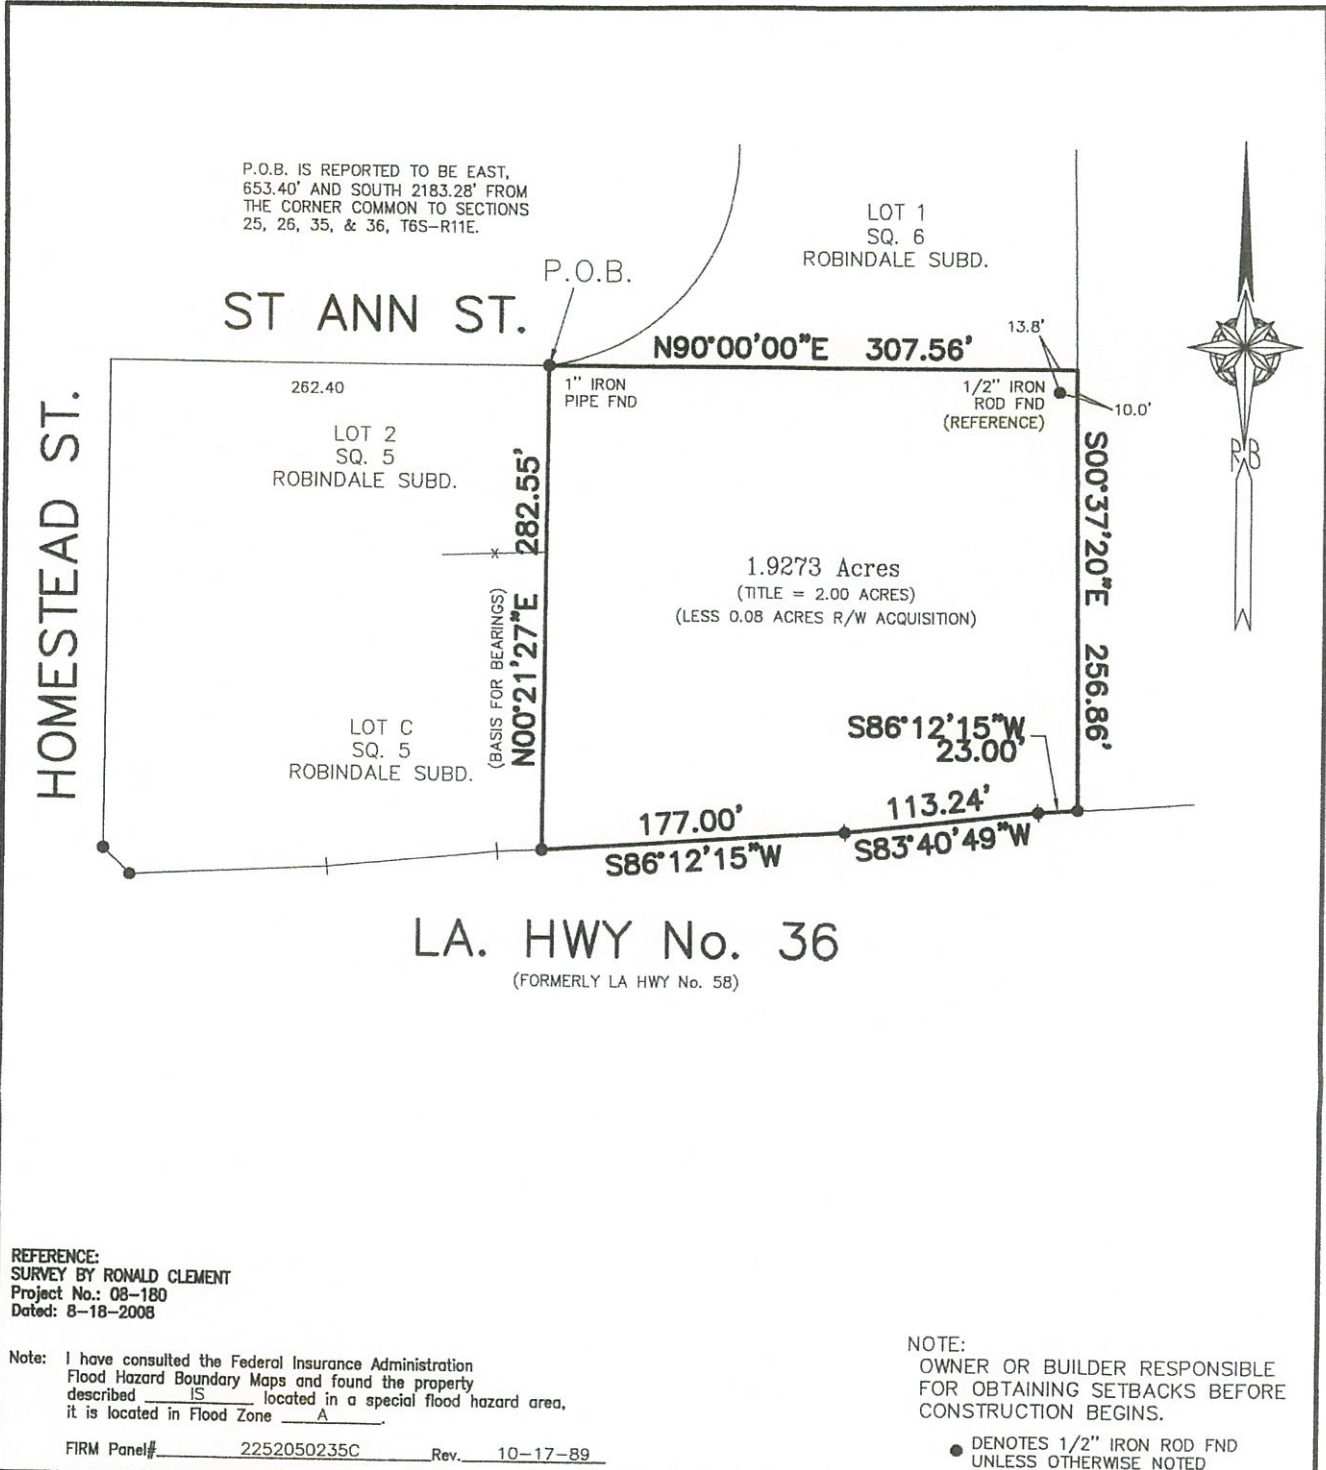 P.O.B. IS REPORTED TO BE EAST,
653.40' AND SOUTH 2183.28' FROM
THE CORNER COMMON TO SECTIONS
25, 26, 35, & 36, T6S-R11E.
LOT 1
SQ. 6
ROBINDALE SUBD.
P.O.B.
ST ANN ST.
13.8'
N90°00'00"E 307.56'
262.40
1" IRON
PIPE FND
1/2" IRON
ROD FND
(REFERENCE)
10.0'
HOMESTEAD ST.
LOT 2
SQ. 5
ROBINDALE SUBD.
RB
N00°21'27"E 282.55'
(BASIS FOR BEARINGS)
S00°37'20"E 256.86'
1.9273 Acres
(TITLE = 2.00 ACRES)
(LESS 0.08 ACRES R/W ACQUISITION)
LOT C
SQ. 5
ROBINDALE SUBD.
S86°12'15"W
23.00'
177.00'
S86°12'15"W
113.24'
S83°40'49"W
LA. HWY No. 36
(FORMERLY LA HWY No. 58)
REFERENCE:
SURVEY BY RONALD CLEMENT
Project No.: 08-180
Dated: 8-18-2008
Note: I have consulted the Federal Insurance Administration
Flood Hazard Boundary Maps and found the property
described IS located in a special flood hazard area,
it is located in Flood Zone A.
FIRM Panel# 2252050235C Rev. 10-17-89
NOTE:
OWNER OR BUILDER RESPONSIBLE
FOR OBTAINING SETBACKS BEFORE
CONSTRUCTION BEGINS.
DENOTES 1/2" IRON ROD FND
UNLESS OTHERWISE NOTED